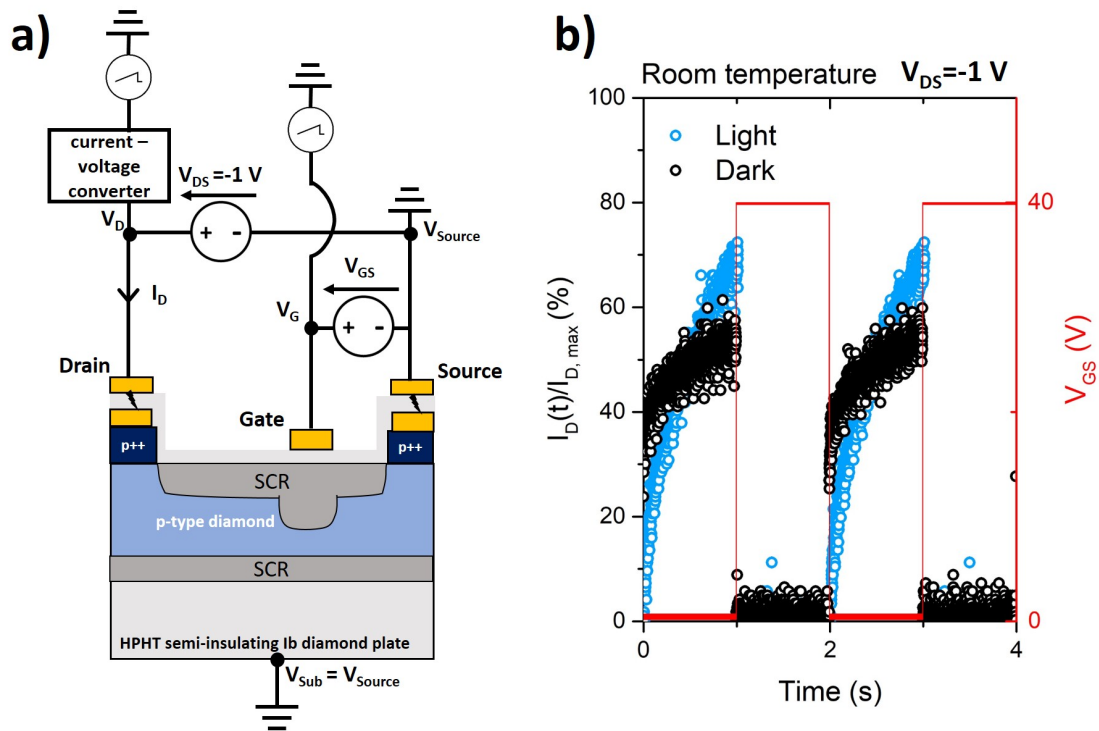 a)
current –
voltage
converter
V_DS =-1 V
V_D
V_Source
I_D
V_GS
V_G
+ -
+ -
Drain
Source
Gate
p++
p++
SCR
p-type diamond
SCR
HPHT semi-insulating Ib diamond plate
V_Sub = V_Source
b)
Room temperature V_DS=-1 V
Light
Dark
100
80
60
40
20
0
I_D(t)/I_D, max (%)
40
0
V_GS (V)
0
2
4
Time (s)